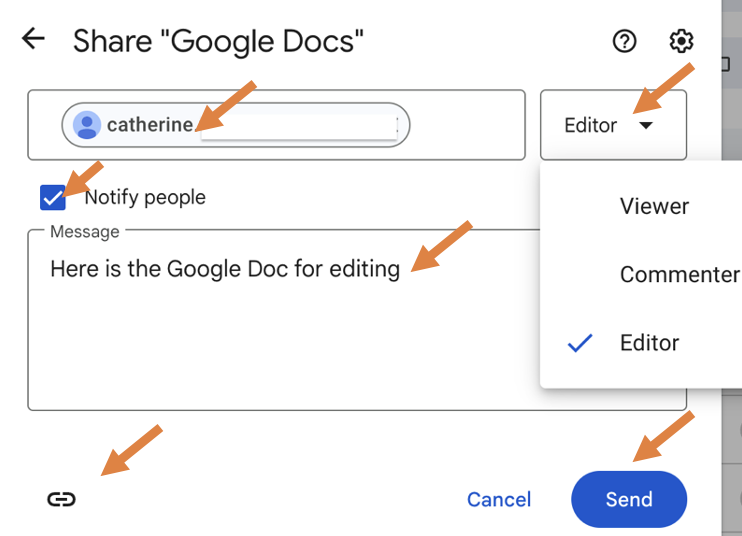 Share "Google Docs"
catherine
Editor
Notify people
Message
Here is the Google Doc for editing
Viewer
Commenter
Editor
Cancel
Send